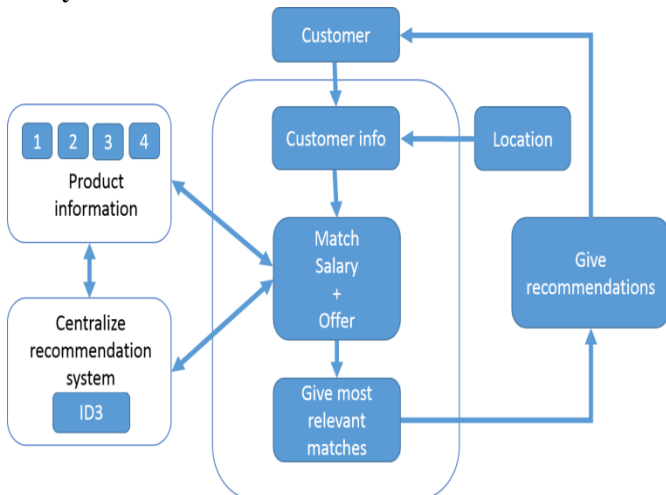 Customer
Customer info
Location
1 2 3 4
Product
information
Match
Salary
+
Offer
Give
recommendations
Centralize
recommendation
system
ID3
Give most
relevant
matches